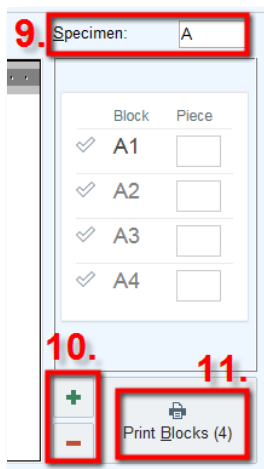 9. Specimen: A
Block Piece
A1
A2
A3
A4
10.
11.
+
Print Blocks (4)
−